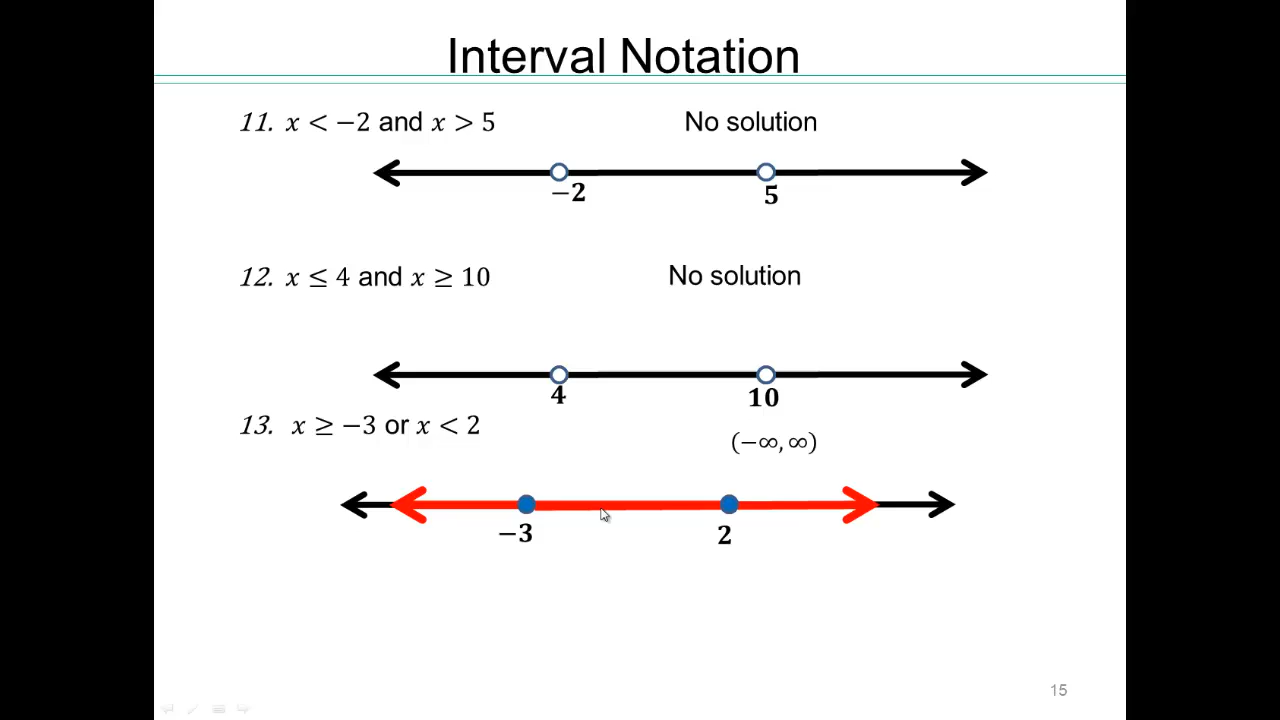 Interval Notation
11. x < −2 and x > 5 No solution
−2 5
12. x ≤ 4 and x ≥ 10 No solution
4 10
13. x ≥ −3 or x < 2
(−∞, ∞)
−3 2
15